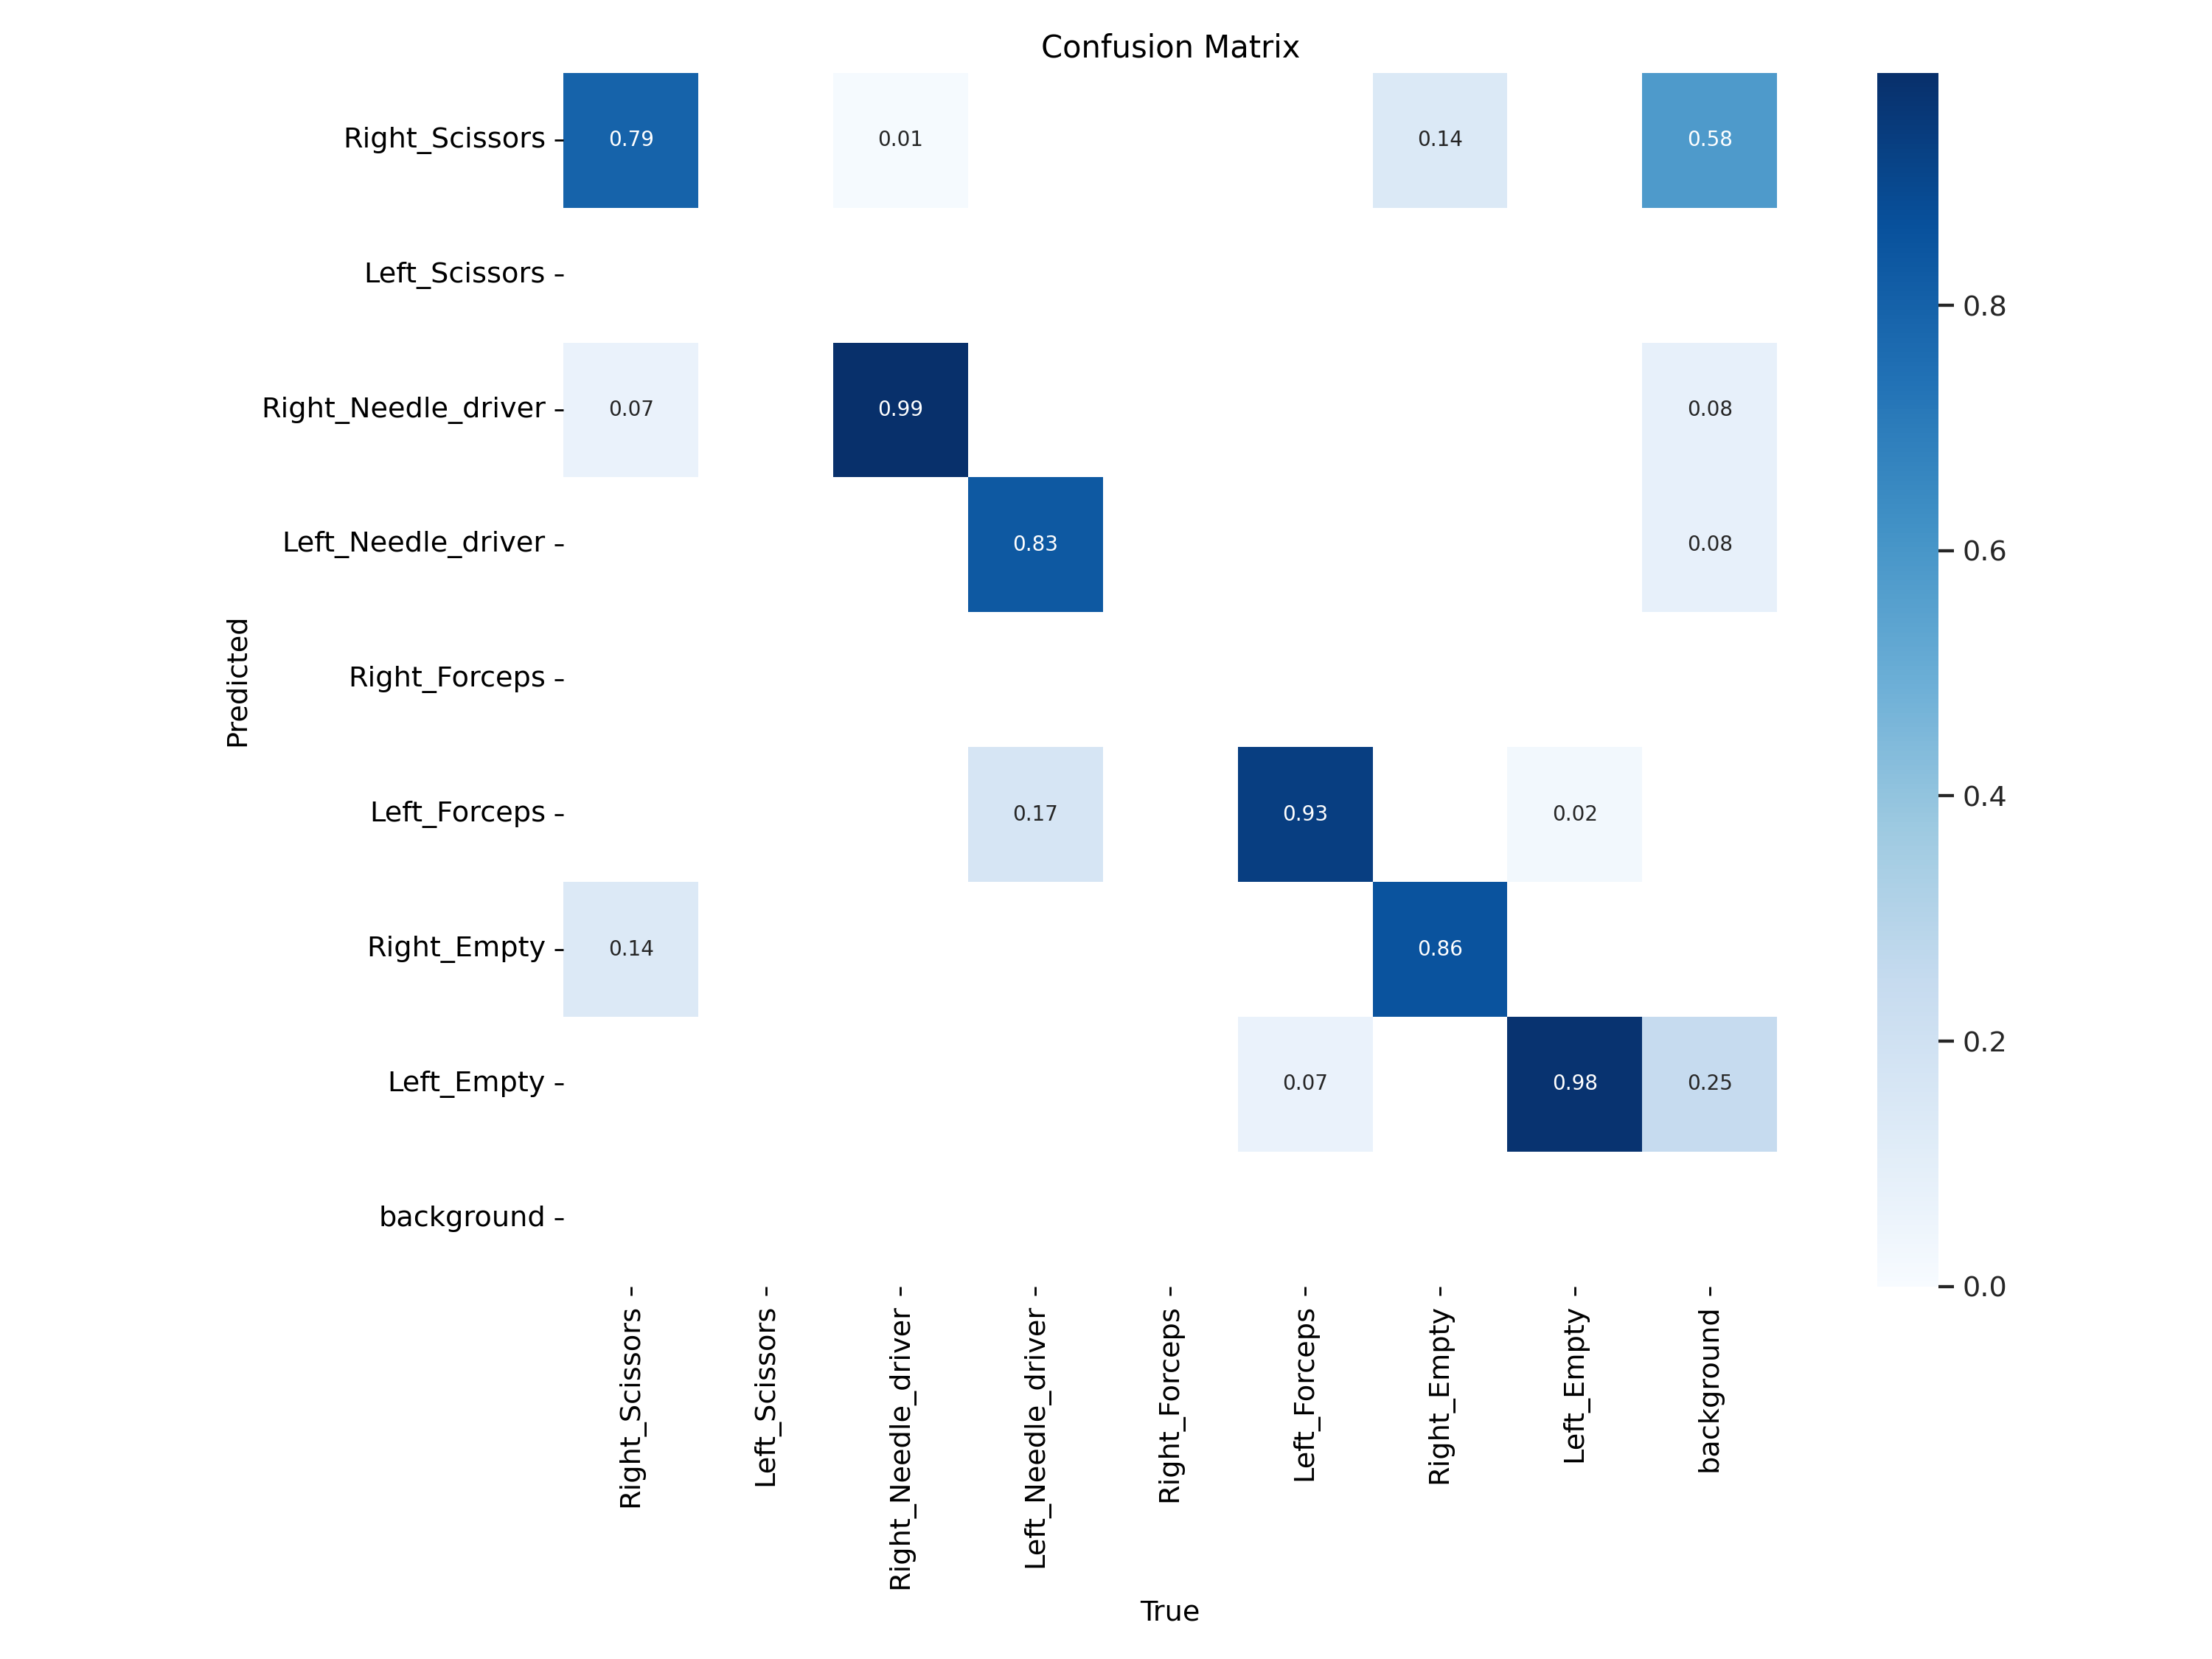 Confusion Matrix
Right_Scissors
0.79
0.01
0.14
0.58
Left_Scissors
0.8
Right_Needle_driver
0.07
0.99
0.08
Left_Needle_driver
0.83
0.08
0.6
Predicted
Right_Forceps
Left_Forceps
0.17
0.93
0.02
0.4
Right_Empty
0.14
0.86
Left_Empty
0.07
0.98
0.25
0.2
background
0.0
Right_Scissors
Left_Scissors
Right_Needle_driver
Left_Needle_driver
Right_Forceps
Left_Forceps
Right_Empty
Left_Empty
background
True